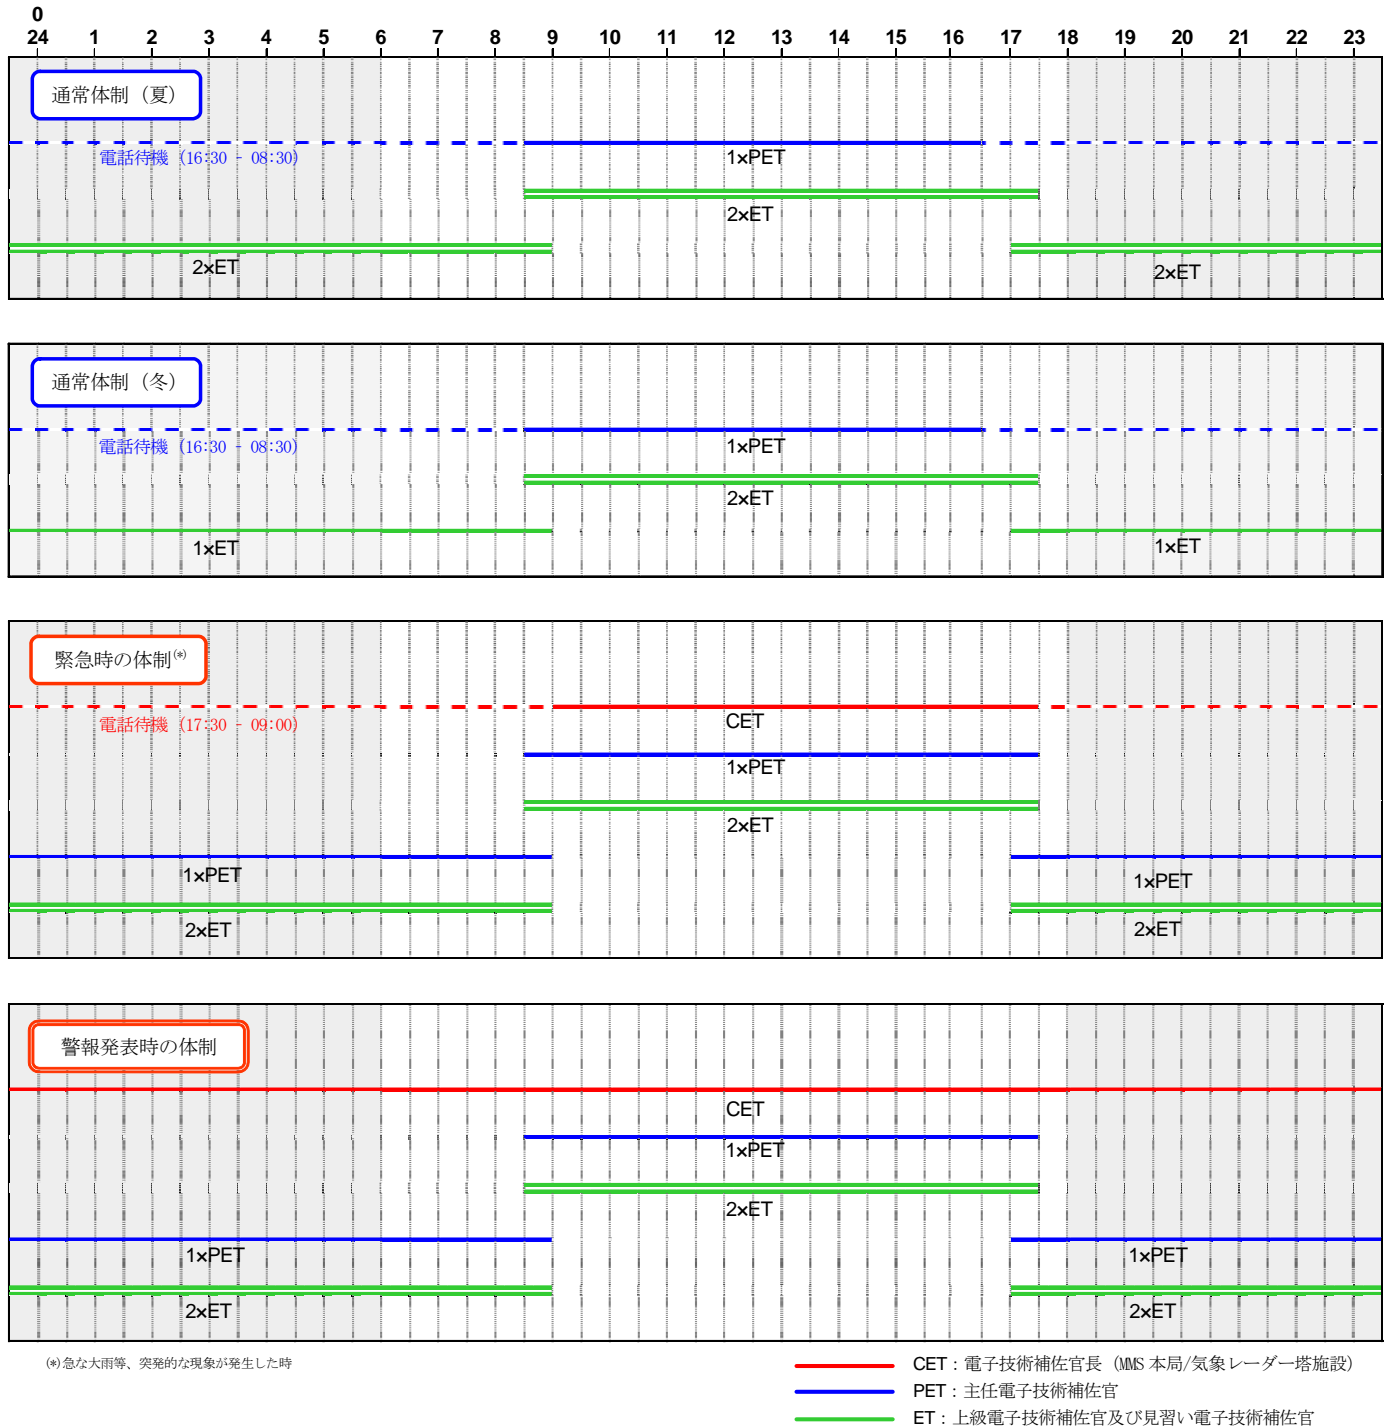 0
24 1 2 3 4 5 6 7 8 9 10 11 12 13 14 15 16 17 18 19 20 21 22 23
通常体制（夏）
電話待機（16:30 - 08:30）
1×PET
2×ET
2×ET
2×ET
通常体制（冬）
電話待機（16:30 - 08:30）
1×PET
2×ET
1×ET
1×ET
緊急時の体制(*)
電話待機（17:30 - 09:00）
CET
1×PET
2×ET
1×PET
1×PET
2×ET
2×ET
警報発表時の体制
CET
1×PET
2×ET
1×PET
1×PET
2×ET
2×ET
(*)急な大雨等、突発的な現象が発生した時
CET：電子技術補佐官長（MMS 本局/気象レーダー塔施設）
PET：主任電子技術補佐官
ET：上級電子技術補佐官及び見習い電子技術補佐官